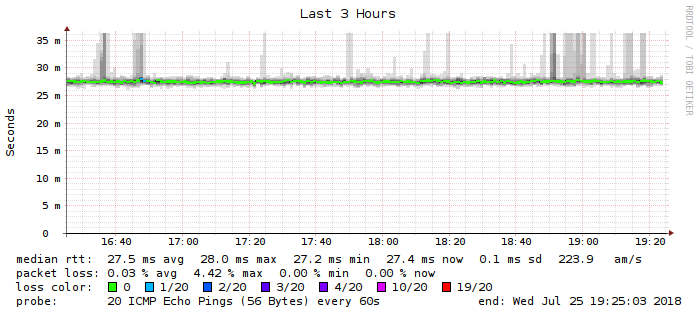 Last 3 Hours
RRDTOOL / TOBI OETIKER
Seconds
35 m
30 m
25 m
20 m
15 m
10 m
5 m
0
16:40 17:00 17:20 17:40 18:00 18:20 18:40 19:00 19:20
median rtt: 27.5 ms avg 28.0 ms max 27.2 ms min 27.4 ms now 0.1 ms sd 223.9 am/s
packet loss: 0.03 % avg 4.42 % max 0.00 % min 0.00 % now
loss color: 0 1/20 2/20 3/20 4/20 10/20 19/20
probe: 20 ICMP Echo Pings (56 Bytes) every 60s end: Wed Jul 25 19:25:03 2018